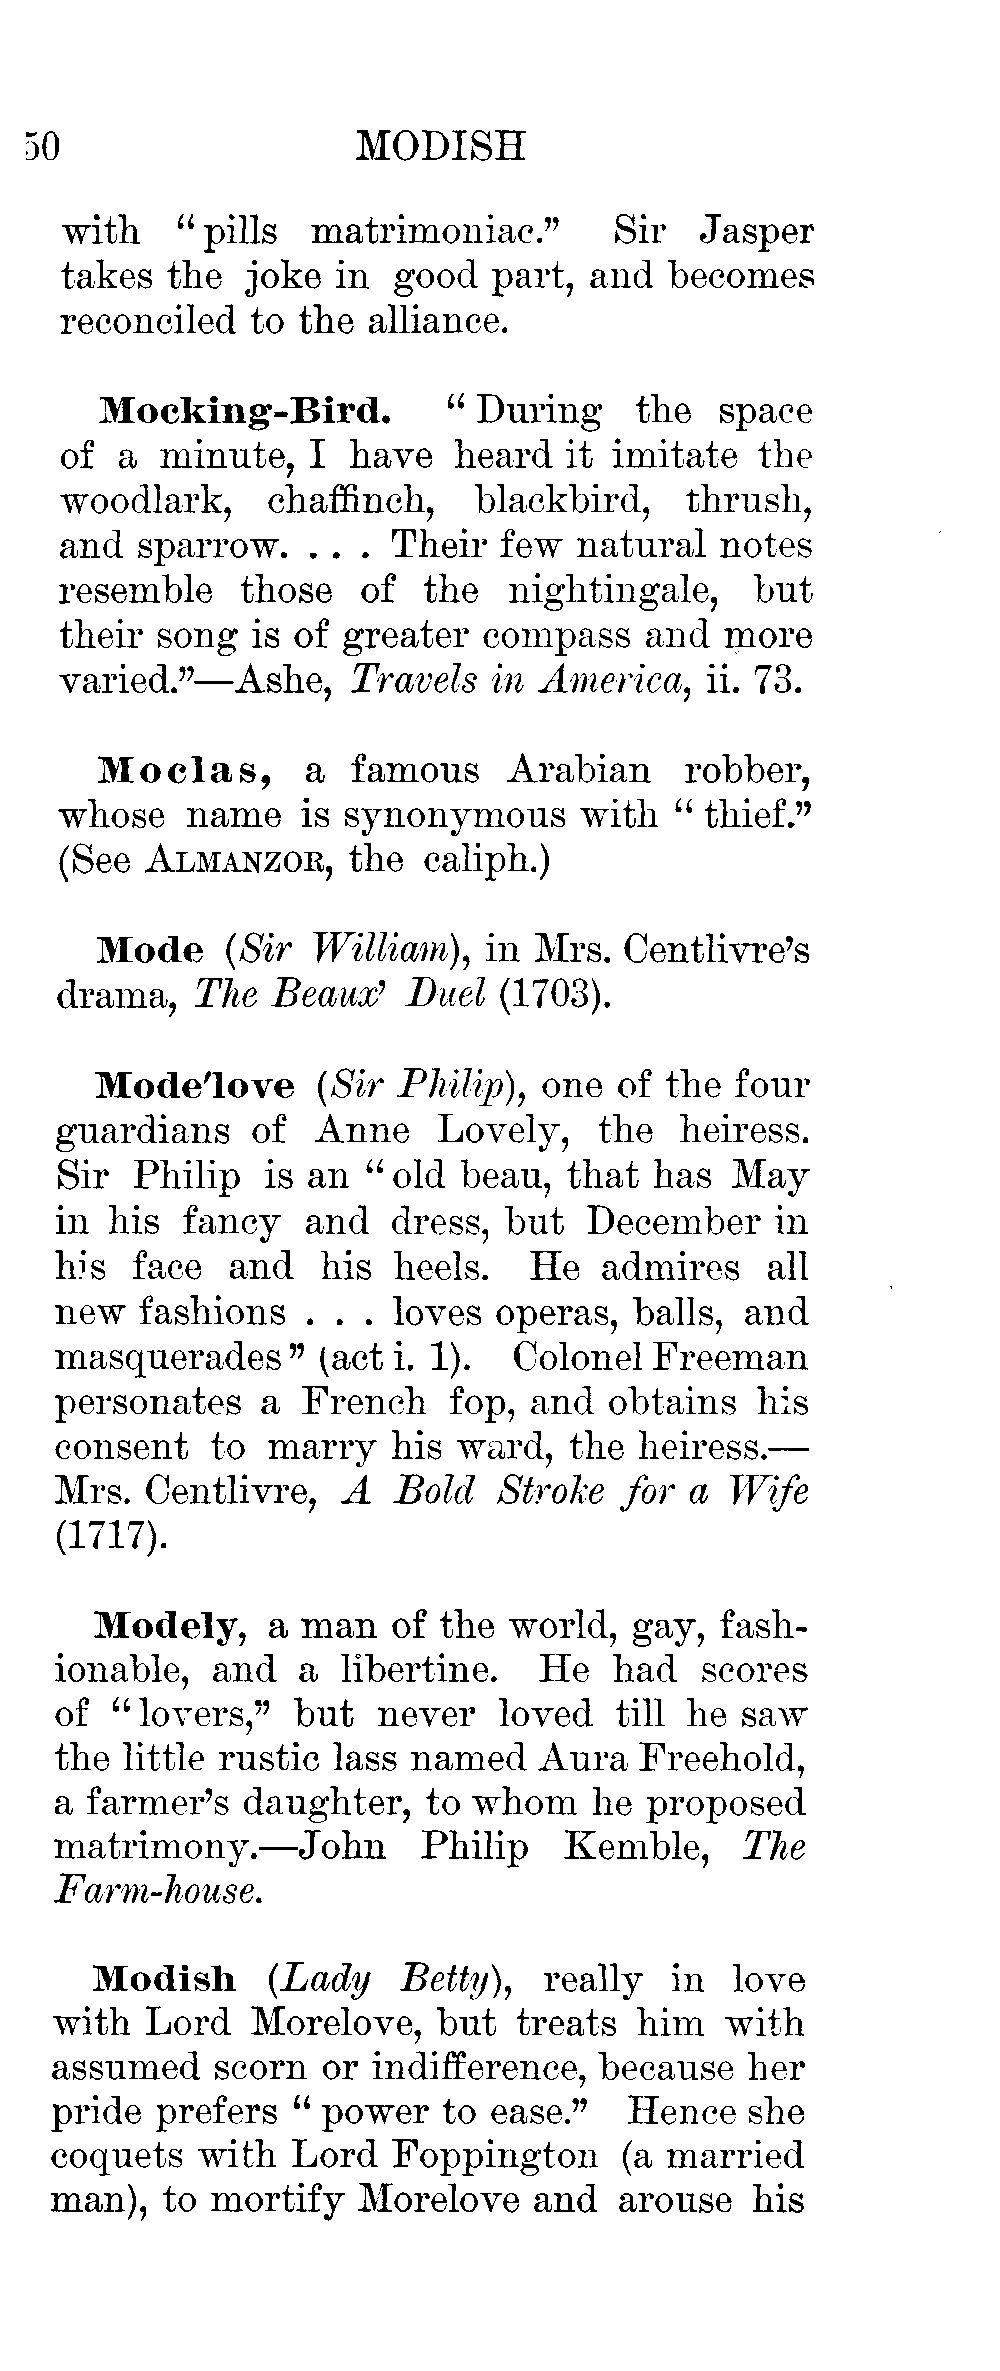 50 MODISH
with "pills matrimoniac." Sir Jasper
takes the joke in good part, and becomes
reconciled to the alliance.
Mocking-Bird. "During the space
of a minute, I have heard it imitate the
woodlark, chaffinch, blackbird, thrush,
and sparrow. . . . Their few natural notes
resemble those of the nightingale, but
their song is of greater compass and more
varied."—Ashe, Travels in America, ii. 73.
Moclas, a famous Arabian robber,
whose name is synonymous with "thief."
(See ALMANZOR, the caliph.)
Mode (Sir William), in Mrs. Centlivre's
drama, The Beaux' Duel (1703).
Mode'love (Sir Philip), one of the four
guardians of Anne Lovely, the heiress.
Sir Philip is an "old beau, that has May
in his fancy and dress, but December in
his face and his heels. He admires all
new fashions . . . loves operas, balls, and
masquerades" (act i. 1). Colonel Freeman
personates a French fop, and obtains his
consent to marry his ward, the heiress.—
Mrs. Centlivre, A Bold Stroke for a Wife
(1717).
Modely, a man of the world, gay, fash-
ionable, and a libertine. He had scores
of "lovers," but never loved till he saw
the little rustic lass named Aura Freehold,
a farmer's daughter, to whom he proposed
matrimony.—John Philip Kemble, The
Farm-house.
Modish (Lady Betty), really in love
with Lord Morelove, but treats him with
assumed scorn or indifference, because her
pride prefers "power to ease." Hence she
coquets with Lord Foppington (a married
man), to mortify Morelove and arouse his